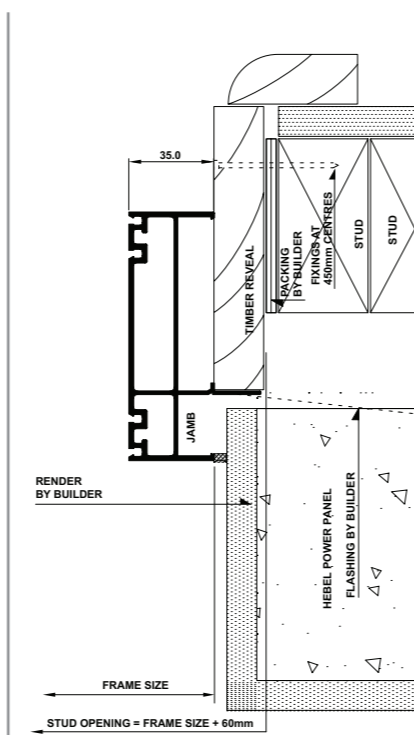 35.0
TIMBER REVEAL
PACKING
BY BUILDER
FIXINGS AT
450mm CENTRES
STUD
STUD
JAMB
RENDER
BY BUILDER
HEBEL POWER PANEL
FLASHING BY BUILDER
FRAME SIZE
STUD OPENING = FRAME SIZE + 60mm